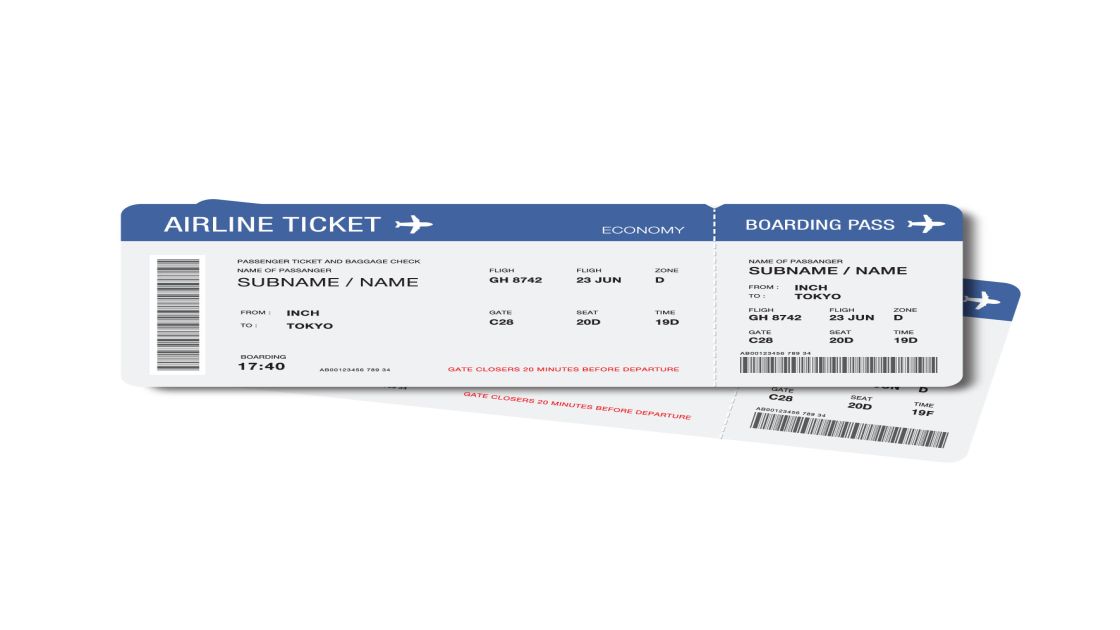 AIRLINE TICKET
ECONOMY
PASSENGER TICKET AND BAGGAGE CHECK
NAME OF PASSANGER
SUBNAME / NAME
FROM : INCH
TO : TOKYO
BOARDING
17:40
AB00123456 789 34
FLIGH FLIGH ZONE
GH 8742 23 JUN D
GATE SEAT TIME
C28 20D 19D
GATE CLOSERS 20 MINUTES BEFORE DEPARTURE
BOARDING PASS
NAME OF PASSANGER
SUBNAME / NAME
FROM : INCH
TO : TOKYO
FLIGH FLIGH ZONE
GH 8742 23 JUN D
GATE SEAT TIME
C28 20D 19D
AB00123456 789 34
34
GATE CLOSERS 20 MINUTES BEFORE DEPARTURE
JUN D
GATE SEAT TIME
C28 20D 19F
AB00123456 789 34